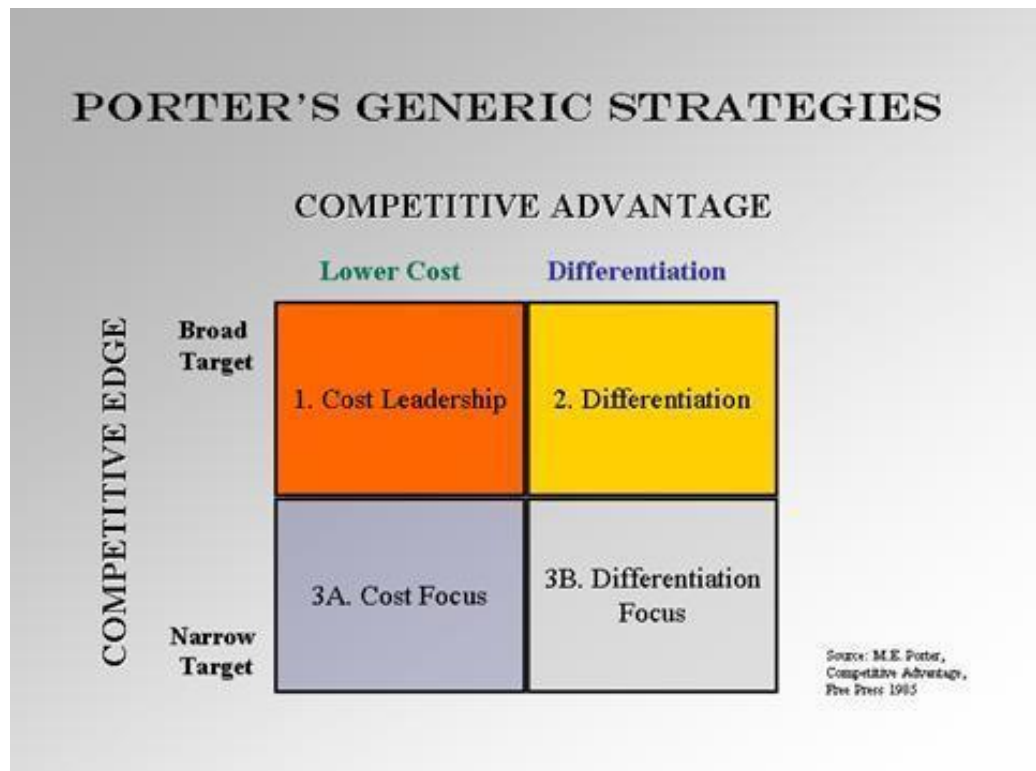 PORTER'S GENERIC STRATEGIES
COMPETITIVE ADVANTAGE
Lower Cost
Differentiation
COMPETITIVE EDGE
Broad
Target
1. Cost Leadership
2. Differentiation
3A. Cost Focus
3B. Differentiation
Focus
Narrow
Target
Source: M.E. Porter,
Competitive Advantage,
Free Press 1985